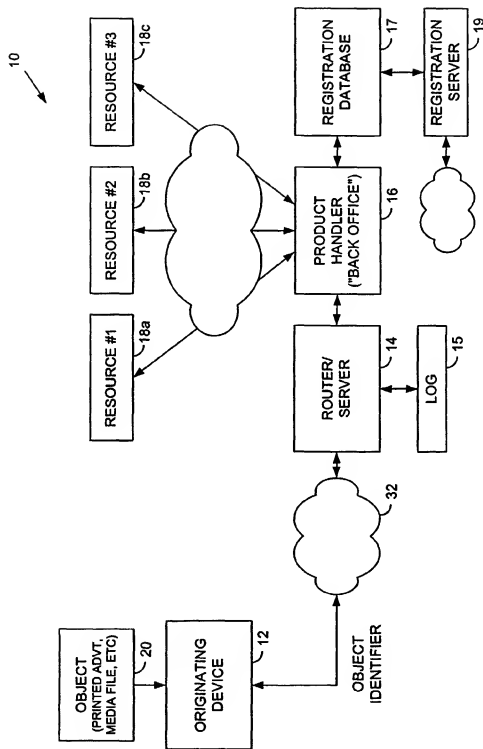 10
RESOURCE #1
18a
RESOURCE #2
18b
RESOURCE #3
18c
OBJECT
(PRINTED ADVT,
MEDIA FILE, ETC)
20
ORIGINATING
DEVICE
12
OBJECT
IDENTIFIER
32
ROUTER/
SERVER
14
LOG
15
PRODUCT
HANDLER
("BACK OFFICE")
16
REGISTRATION
DATABASE
17
REGISTRATION
SERVER
19